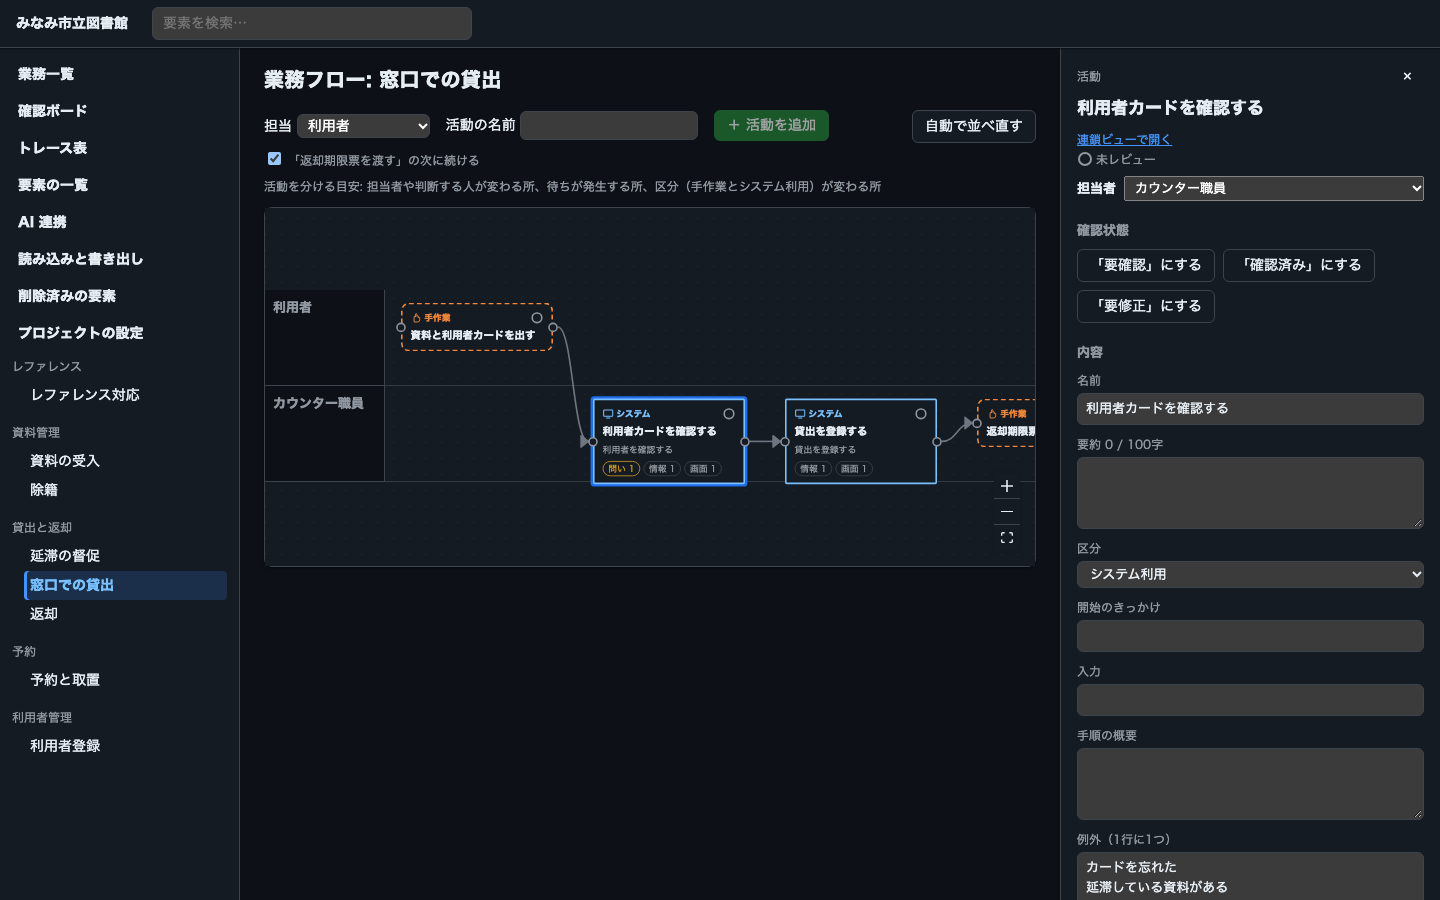 みなみ市立図書館
要素を検索…
業務一覧
確認ボード
トレース表
要素の一覧
AI 連携
読み込みと書き出し
削除済みの要素
プロジェクトの設定
レファレンス
レファレンス対応
資料管理
資料の受入
除籍
貸出と返却
延滞の督促
窓口での貸出
返却
予約
予約と取置
利用者管理
利用者登録
業務フロー: 窓口での貸出
担当 利用者 活動の名前 ＋ 活動を追加 自動で並べ直す
「返却期限票を渡す」の次に続ける
活動を分ける目安: 担当者や判断する人が変わる所、待ちが発生する所、区分（手作業とシステム利用）が変わる所
利用者
手作業
資料と利用者カードを出す
カウンター職員
システム
利用者カードを確認する
利用者を確認する
問い 1 情報 1 画面 1
システム
貸出を登録する
貸出を登録する
情報 1 画面 1
手作業
返却期限票
活動
×
利用者カードを確認する
連鎖ビューで開く
未レビュー
担当者 カウンター職員
確認状態
「要確認」にする 「確認済み」にする
「要修正」にする
内容
名前
利用者カードを確認する
要約 0 / 100字
区分
システム利用
開始のきっかけ
入力
手順の概要
例外（1行に1つ）
カードを忘れた
延滞している資料がある